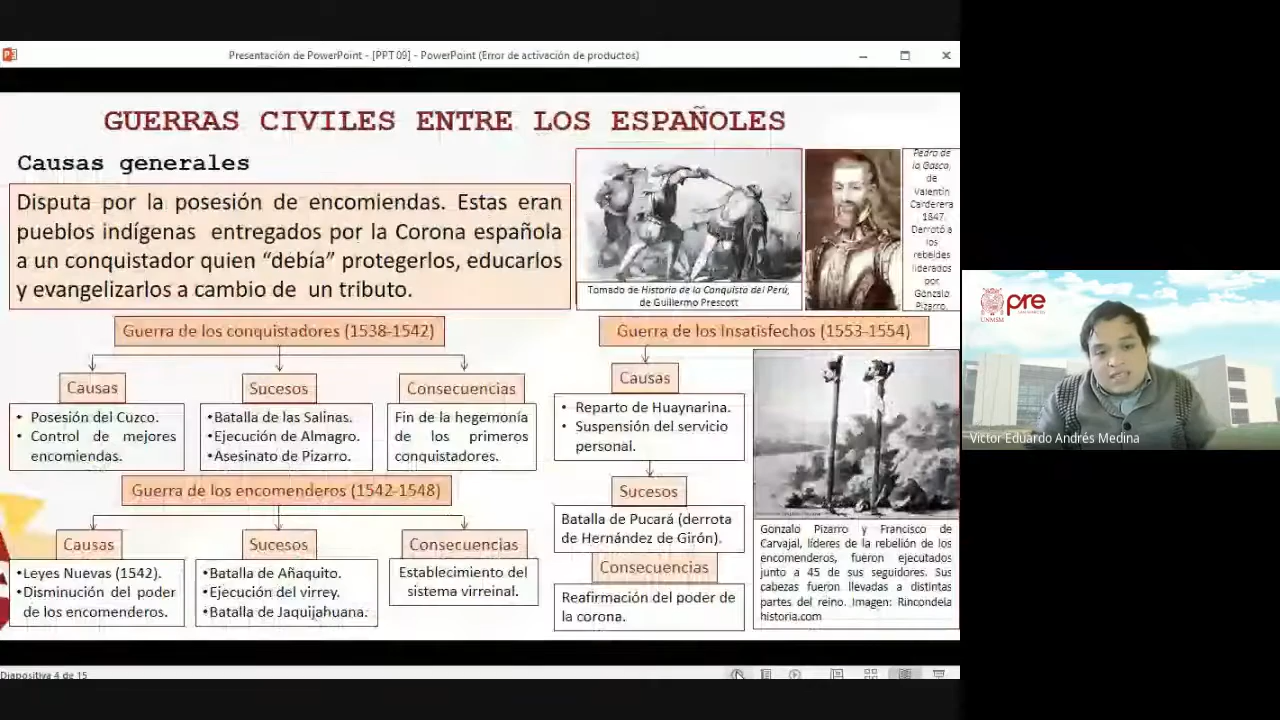 Presentación de PowerPoint - [PPT 09] - PowerPoint (Error de activación de productos)
GUERRAS CIVILES ENTRE LOS ESPAÑOLES
Causas generales
Disputa por la posesión de encomiendas. Estas eran
pueblos indígenas entregados por la Corona española
a un conquistador quien “debía” protegerlos, educarlos
y evangelizarlos a cambio de un tributo.
Tomado de Historia de la Conquista del Perú,
de Guillermo Prescott
Pedro de
la Gasca,
de
Valentín
Carderera
1847.
Derrotó a
los
rebeldes
liderados
por
Gonzalo
Pizarro.
Guerra de los conquistadores (1538-1542)
Causas
• Posesión del Cuzco.
• Control de mejores
encomiendas.
Sucesos
•Batalla de las Salinas.
•Ejecución de Almagro.
•Asesinato de Pizarro.
Consecuencias
Fin de la hegemonía
de los primeros
conquistadores.
Guerra de los encomenderos (1542-1548)
Causas
•Leyes Nuevas (1542).
•Disminución del poder
de los encomenderos.
Sucesos
•Batalla de Añaquito.
•Ejecución del virrey.
•Batalla de Jaquijahuana.
Consecuencias
Establecimiento del
sistema virreinal.
Guerra de los Insatisfechos (1553-1554)
Causas
• Reparto de Huaynarina.
• Suspensión del servicio
personal.
Sucesos
Batalla de Pucará (derrota
de Hernández de Girón).
Consecuencias
Reafirmación del poder de
la corona.
Gonzalo Pizarro y Francisco de
Carvajal, líderes de la rebelión de los
encomenderos, fueron ejecutados
junto a 45 de sus seguidores. Sus
cabezas fueron llevadas a distintas
partes del reino. Imagen: Rincondela
historia.com
Diapositiva 4 de 15
pre
UNMSM
Victor Eduardo Andrés Medina